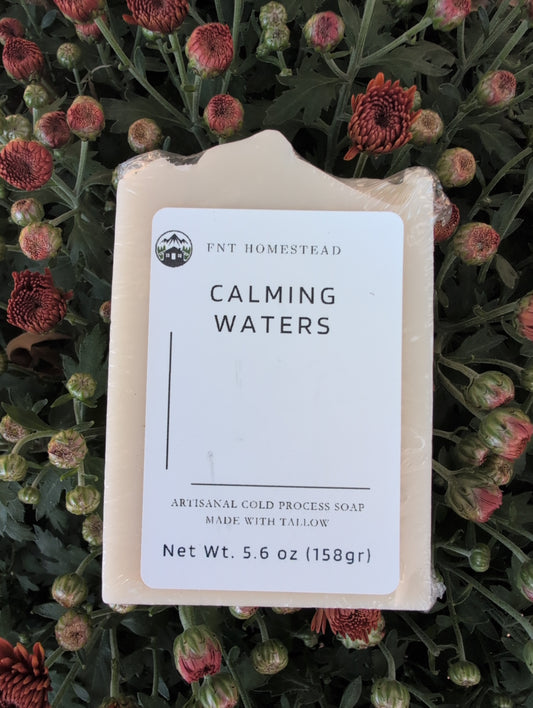 FNT HOMESTEAD
CALMING
WATERS
ARTISANAL COLD PROCESS SOAP
MADE WITH TALLOW
Net Wt. 5.6 oz (158gr)